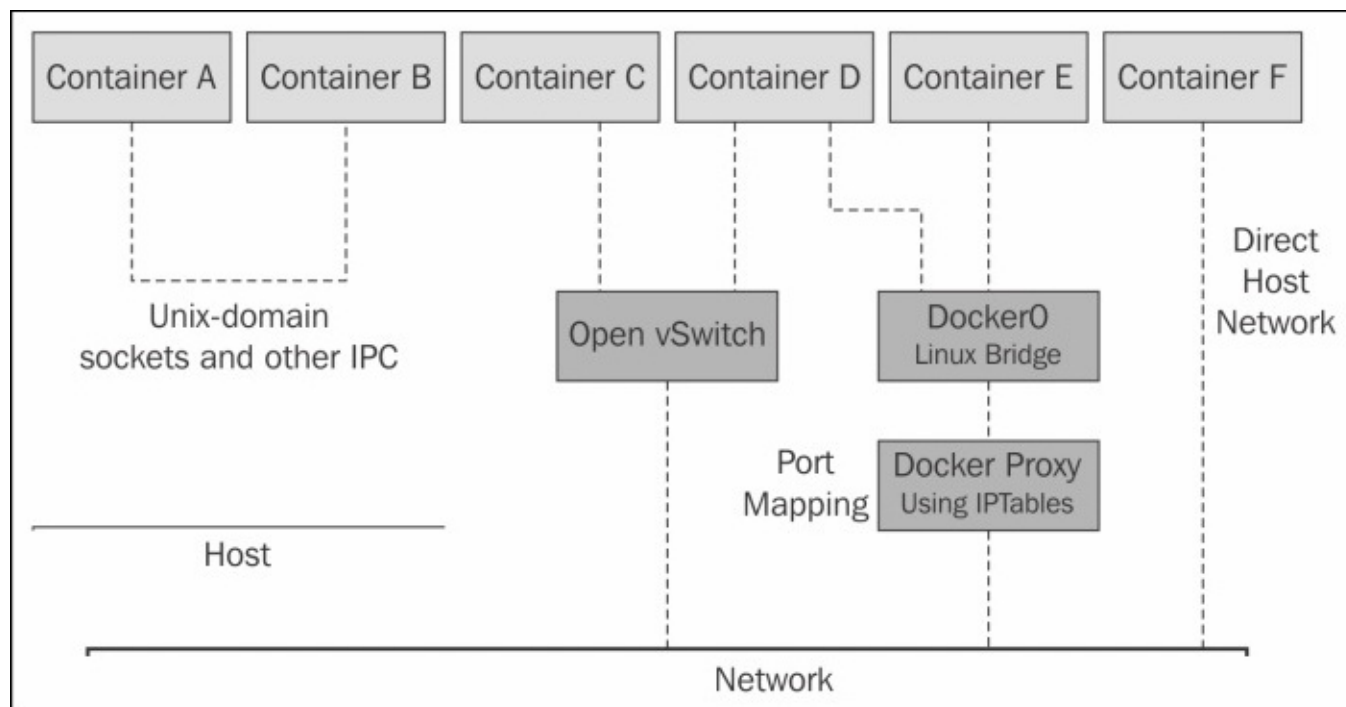 Container A
Container B
Container C
Container D
Container E
Container F
Unix-domain
sockets and other IPC
Open vSwitch
Docker0
Linux Bridge
Direct
Host
Network
Port
Mapping
Docker Proxy
Using IPTables
Host
Network